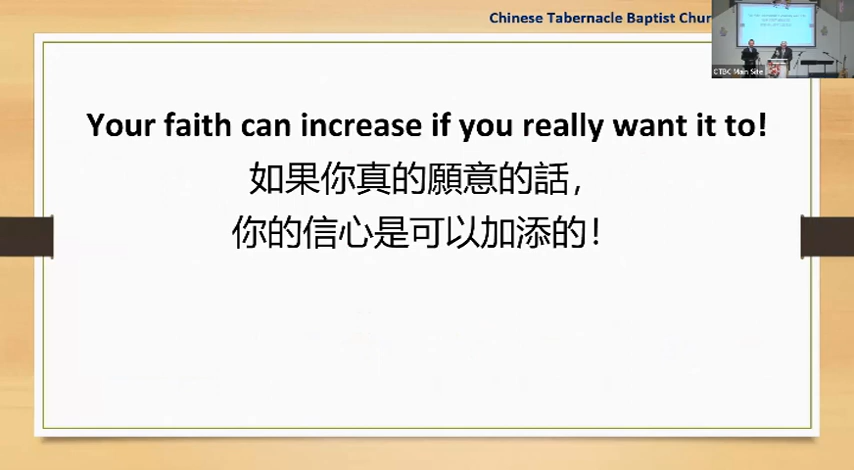 Chinese Tabernacle Baptist Chur
Your faith can increase if you really want it to!
如果你真的願意的話，
你的信心是可以加添的！
CTBC Main Site